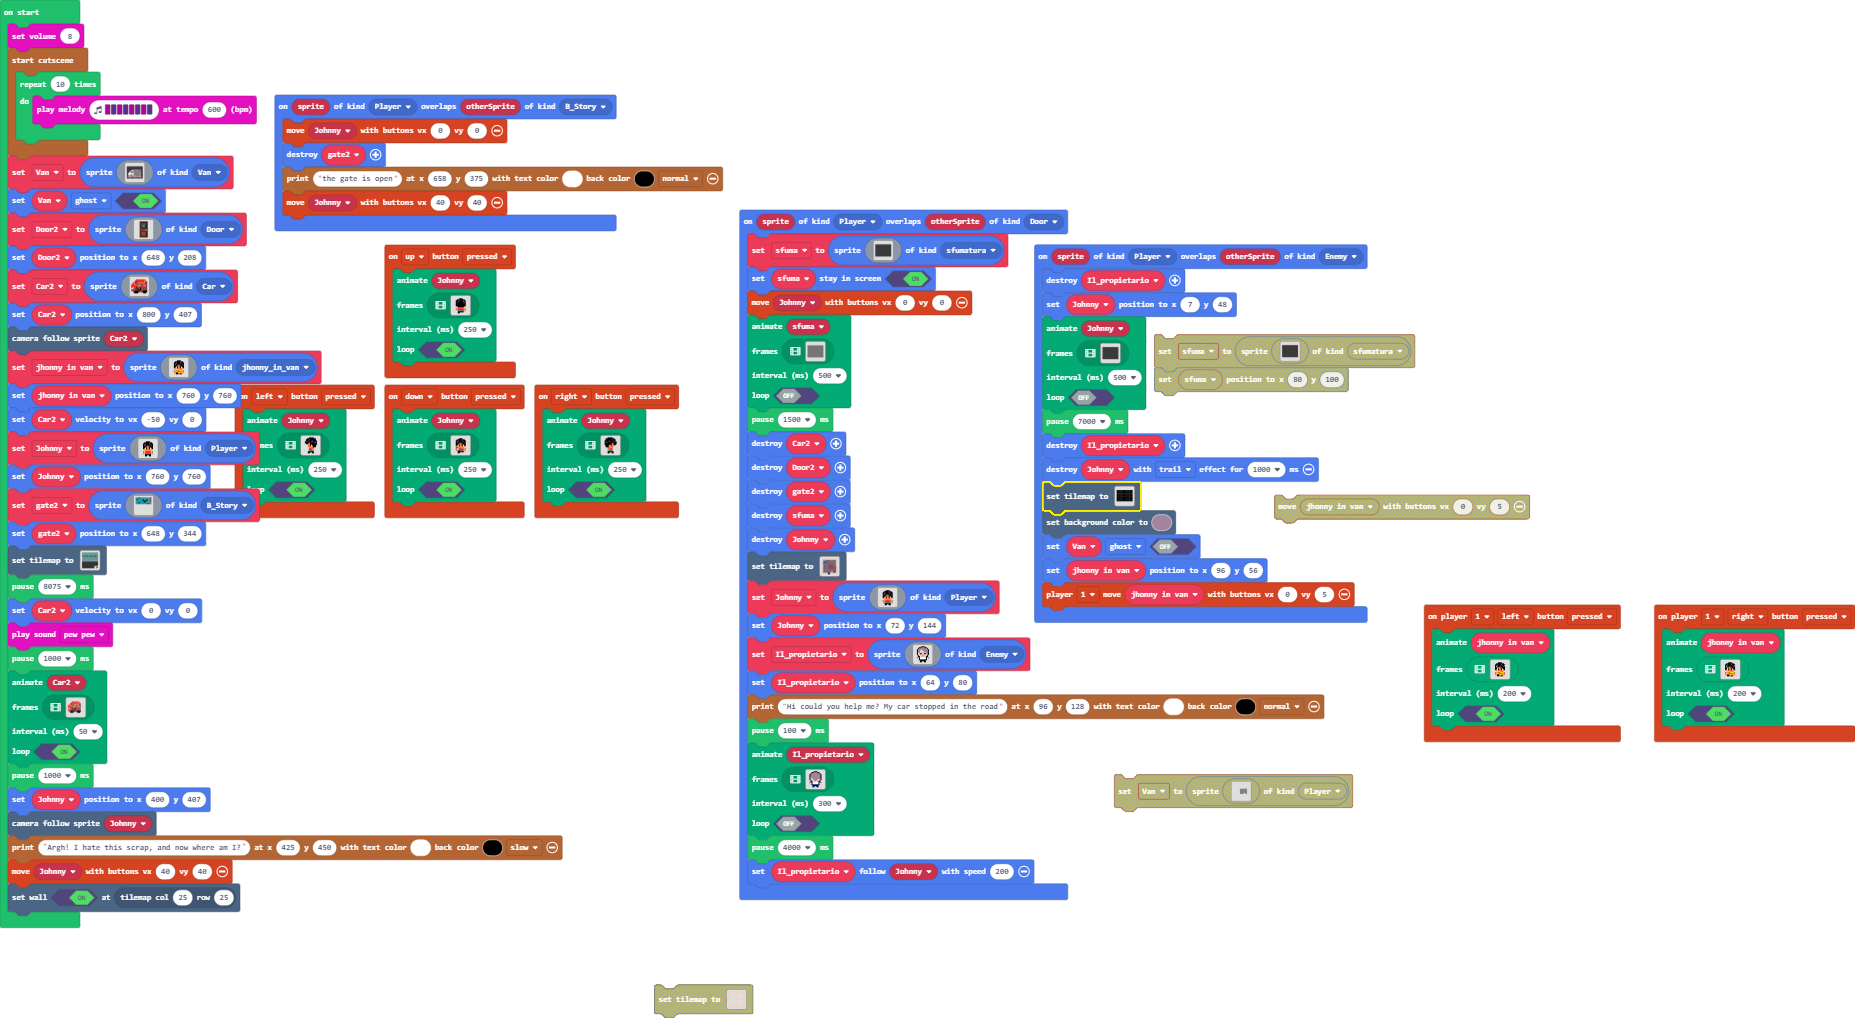 on start
set volume 8
start cutscene
repeat 10 times
do
play melody at tempo 600 (bpm)
set Van to sprite of kind Van
set Van ghost ON
set Door2 to sprite of kind Door
set Door2 position to x 648 y 208
set Car2 to sprite of kind Car
set Car2 position to x 800 y 407
camera follow sprite Car2
set jhonny in van to sprite of kind jhonny_in_van
set jhonny in van position to x 760 y 760
set Car2 velocity to vx -50 vy 0
set Johnny to sprite of kind Player
set Johnny position to x 760 y 760
set gate2 to sprite of kind B_Story
set gate2 position to x 648 y 344
set tilemap to
pause 8075 ms
set Car2 velocity to vx 0 vy 0
play sound pew pew
pause 1000 ms
animate Car2
frames
interval (ms) 50
loop ON
pause 1000 ms
set Johnny position to x 400 y 407
camera follow sprite Johnny
print "Argh! I hate this scrap, and now where am I?" at x 425 y 450 with text color back color slow
move Johnny with buttons vx 40 vy 40
set wall ON at tilemap col 25 row 25
on sprite of kind Player overlaps otherSprite of kind B_Story
move Johnny with buttons vx 0 vy 0
destroy gate2
print "the gate is open" at x 658 y 375 with text color back color normal
move Johnny with buttons vx 40 vy 40
on up button pressed
animate Johnny
frames
interval (ms) 250
loop ON
on left button pressed
animate Johnny
mes
interval (ms) 250
op ON
on down button pressed
animate Johnny
frames
interval (ms) 250
loop ON
on right button pressed
animate Johnny
frames
interval (ms) 250
loop ON
on sprite of kind Player overlaps otherSprite of kind Door
set sfuma to sprite of kind sfumatura
set sfuma stay in screen ON
move Johnny with buttons vx 0 vy 0
animate sfuma
frames
interval (ms) 500
loop OFF
pause 1500 ms
destroy Car2
destroy Door2
destroy gate2
destroy sfuma
destroy Johnny
set tilemap to
set Johnny to sprite of kind Player
set Johnny position to x 72 y 144
set Il_propietario to sprite of kind Enemy
set Il_propietario position to x 64 y 80
print "Hi could you help me? My car stopped in the road" at x 96 y 128 with text color back color normal
pause 100 ms
animate Il_propietario
frames
interval (ms) 300
loop OFF
pause 4000 ms
set Il_propietario follow Johnny with speed 200
on sprite of kind Player overlaps otherSprite of kind Enemy
destroy Il_propietario
set Johnny position to x 7 y 48
animate Johnny
frames
interval (ms) 500
loop OFF
pause 7000 ms
destroy Il_propietario
destroy Johnny with trail effect for 1000 ms
set tilemap to
set background color to
set Van ghost OFF
set jhonny in van position to x 96 y 56
player 1 move jhonny in van with buttons vx 0 vy 5
set sfuma to sprite of kind sfumatura
set sfuma position to x 80 y 100
move jhonny in van with buttons vx 0 vy 5
on player 1 left button pressed
animate jhonny in van
frames
interval (ms) 200
loop ON
on player 1 right button pressed
animate jhonny in van
frames
interval (ms) 200
loop ON
set Van to sprite of kind Player
set tilemap to